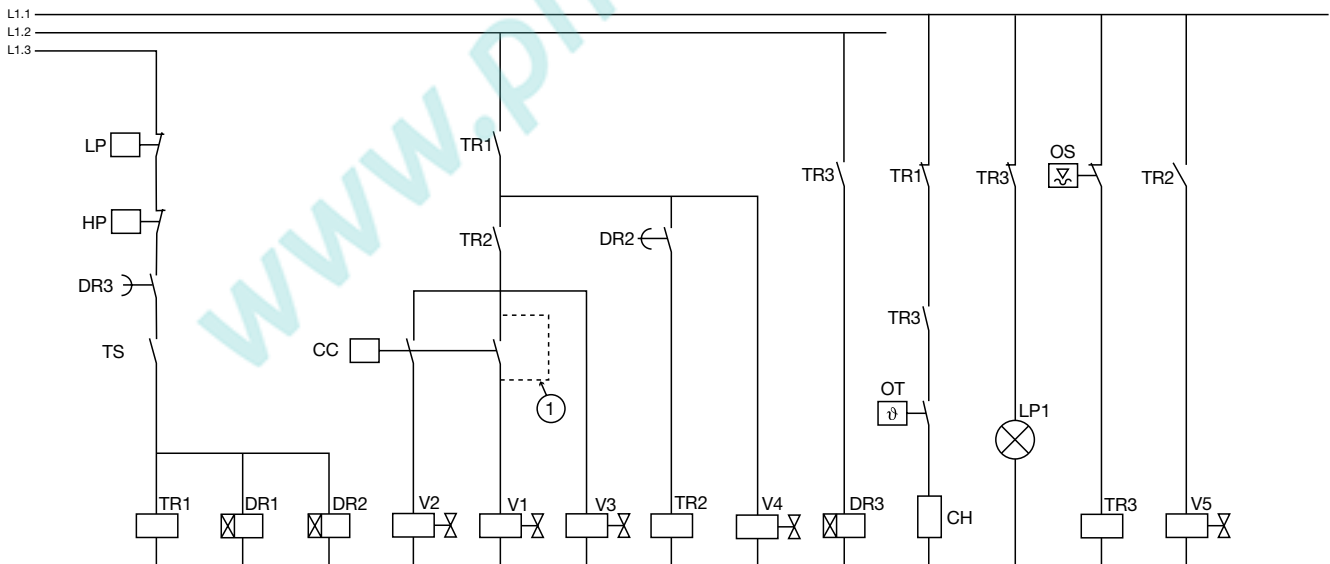 L1.1
L1.2
L1.3
LP
TR1
TR3
TR1
TR3
OS
TR2
HP
TR2
DR2
DR3
TR3
TS
CC
OT
ϑ
1
LP1
TR1
DR1
DR2
V2
V1
V3
TR2
V4
DR3
CH
TR3
V5